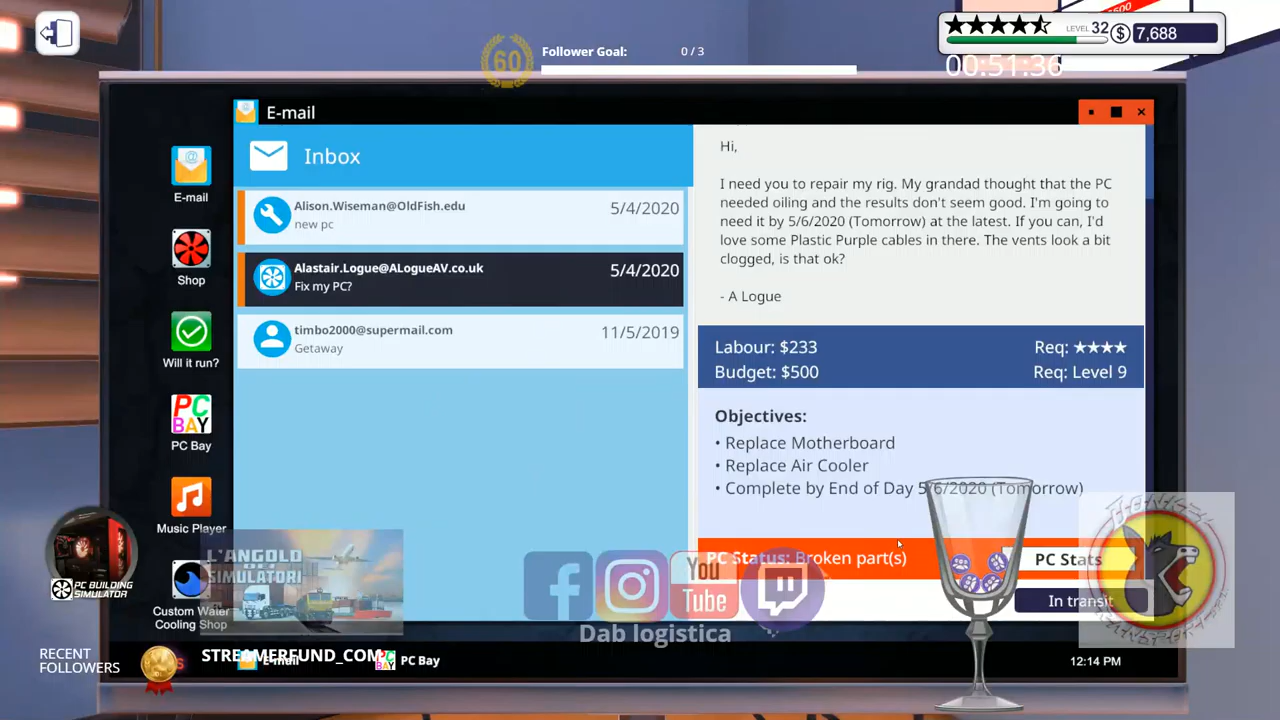 Follower Goal: 0 / 3
60
LEVEL 32
$ 7,688
00:51:36
E-mail
Inbox
Alison.Wiseman@OldFish.edu 5/4/2020
new pc
Alastair.Logue@ALogueAV.co.uk 5/4/2020
Fix my PC?
timbo2000@supermail.com 11/5/2019
Getaway
E-mail
Shop
Will it run?
PC BAY
PC Bay
Music Player
Custom Water
Cooling Shop
Hi,
I need you to repair my rig. My grandad thought that the PC
needed oiling and the results don't seem good. I'm going to
need it by 5/6/2020 (Tomorrow) at the latest. If you can, I'd
love some Plastic Purple cables in there. The vents look a bit
clogged, is that ok?
- A Logue
Labour: $233 Req: ★★★★
Budget: $500 Req: Level 9
Objectives:
• Replace Motherboard
• Replace Air Cooler
• Complete by End of Day 5/6/2020 (Tomorrow)
PC Status: Broken part(s)
PC Stats
In transit
PC BUILDING
SIMULATOR
L'ANGOLO
SIMULATORI
You
Tube
Dab logistica
RECENT
FOLLOWERS
STREAMERFUND_COM
PC Bay
12:14 PM